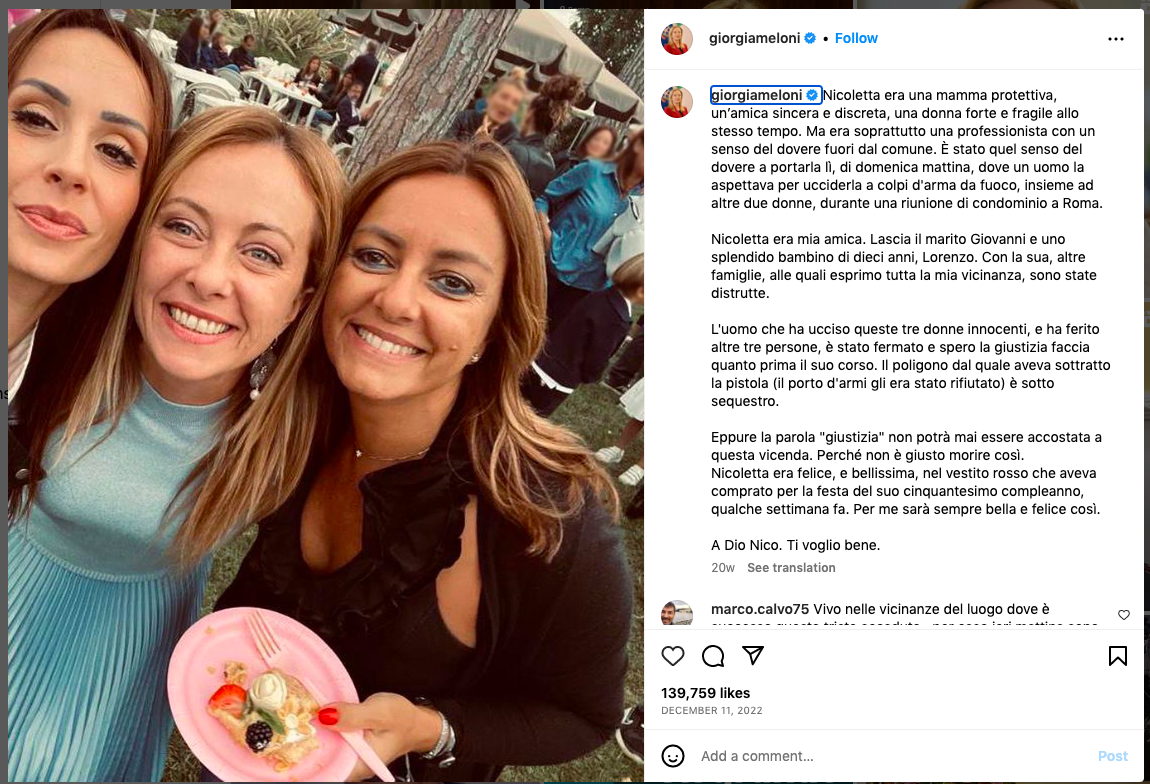 giorgiameloni • Follow
giorgiameloni Nicoletta era una mamma protettiva,
un'amica sincera e discreta, una donna forte e fragile allo
stesso tempo. Ma era soprattutto una professionista con un
senso del dovere fuori dal comune. È stato quel senso del
dovere a portarla lì, di domenica mattina, dove un uomo la
aspettava per ucciderla a colpi d'arma da fuoco, insieme ad
altre due donne, durante una riunione di condominio a Roma.
Nicoletta era mia amica. Lascia il marito Giovanni e uno
splendido bambino di dieci anni, Lorenzo. Con la sua, altre
famiglie, alle quali esprimo tutta la mia vicinanza, sono state
distrutte.
L'uomo che ha ucciso queste tre donne innocenti, e ha ferito
altre tre persone, è stato fermato e spero la giustizia faccia
quanto prima il suo corso. Il poligono dal quale aveva sottratto
la pistola (il porto d'armi gli era stato rifiutato) è sotto
sequestro.
Eppure la parola "giustizia" non potrà mai essere accostata a
questa vicenda. Perché non è giusto morire così.
Nicoletta era felice, e bellissima, nel vestito rosso che aveva
comprato per la festa del suo cinquantesimo compleanno,
qualche settimana fa. Per me sarà sempre bella e felice così.
A Dio Nico. Ti voglio bene.
20w See translation
marco.calvo75 Vivo nelle vicinanze del luogo dove è
139,759 likes
DECEMBER 11, 2022
Add a comment...
Post